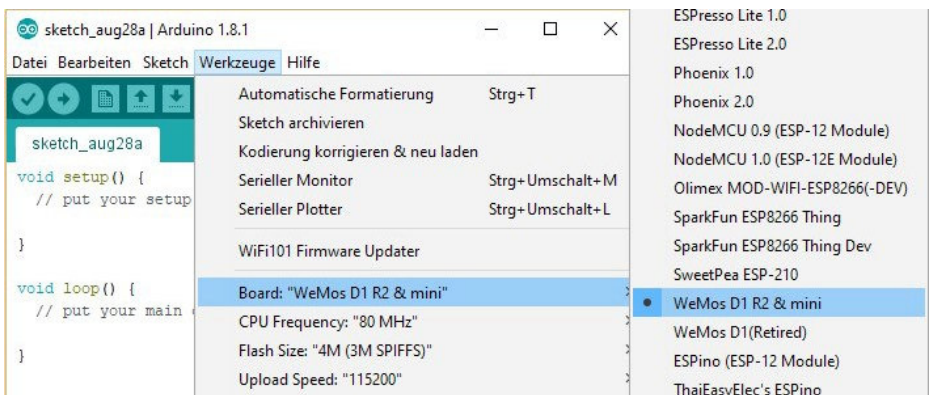 sketch_aug28a | Arduino 1.8.1
Datei Bearbeiten Sketch Werkzeuge Hilfe
sketch_aug28a
void setup() {
// put your setup
}
void loop() {
// put your main
}
Automatische Formatierung Strg+T
Sketch archivieren
Kodierung korrigieren & neu laden
Serieller Monitor Strg+Umschalt+M
Serieller Plotter Strg+Umschalt+L
WiFi101 Firmware Updater
Board: "WeMos D1 R2 & mini"
CPU Frequency: "80 MHz"
Flash Size: "4M (3M SPIFFS)"
Upload Speed: "115200"
ESPresso Lite 1.0
ESPresso Lite 2.0
Phoenix 1.0
Phoenix 2.0
NodeMCU 0.9 (ESP-12 Module)
NodeMCU 1.0 (ESP-12E Module)
Olimex MOD-WIFI-ESP8266(-DEV)
SparkFun ESP8266 Thing
SparkFun ESP8266 Thing Dev
SweetPea ESP-210
WeMos D1 R2 & mini
WeMos D1(Retired)
ESPino (ESP-12 Module)
ThaiEasyElec's ESPino